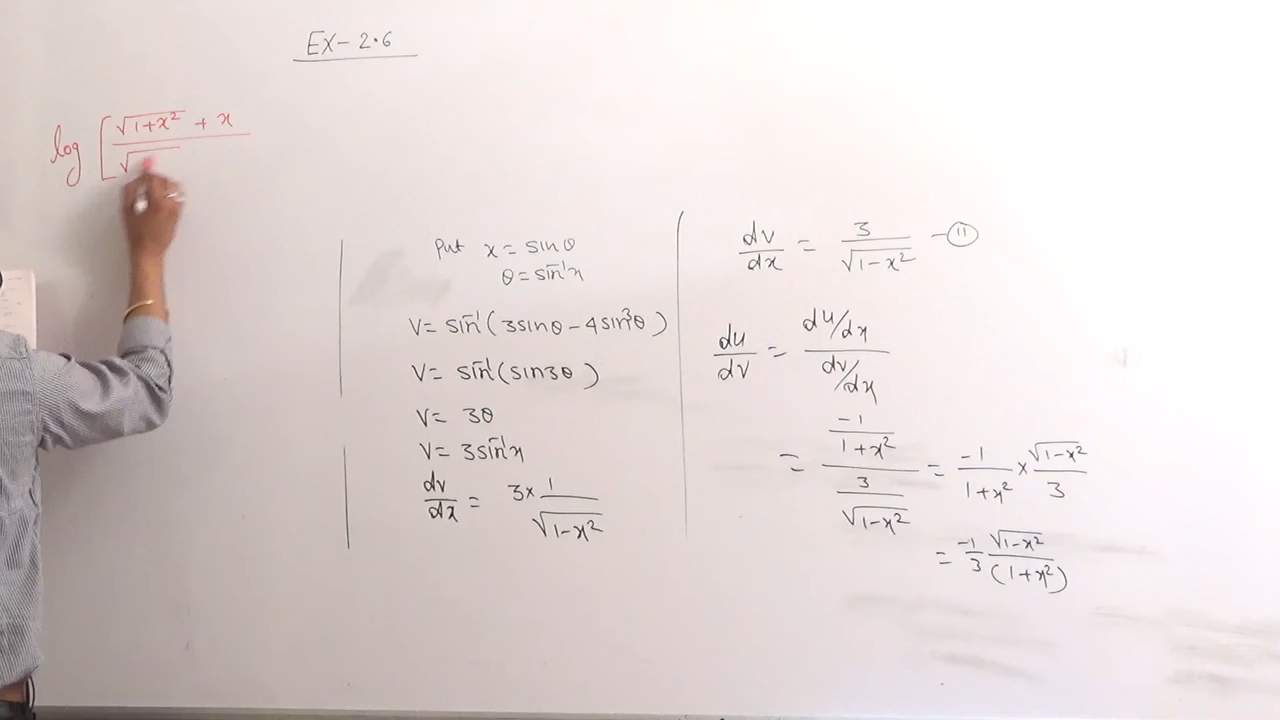 EX-2.6
log [ (√(1+x²) + x) / √
Put x = sinθ
θ = sin⁻¹x
V = sin⁻¹(3sinθ - 4sin³θ)
V = sin⁻¹(sin3θ)
V = 3θ
V = 3sin⁻¹x
dv/dx = 3 × 1/√(1-x²)
dv/dx = 3/√(1-x²) - (11)
du/dv = (du/dx)/(dv/dx)
= (-1/(1+x²))/(3/√(1-x²)) = -1/(1+x²) × √(1-x²)/3
= -1/3 √(1-x²)/(1+x²)